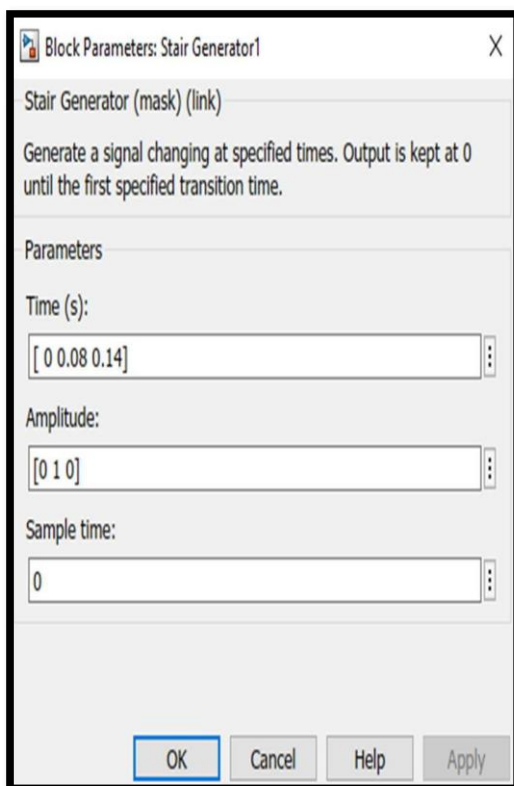 Block Parameters: Stair Generator1
Stair Generator (mask) (link)
Generate a signal changing at specified times. Output is kept at 0
until the first specified transition time.
Parameters
Time (s):
[ 0 0.08 0.14]
Amplitude:
[0 1 0]
Sample time:
0
OK Cancel Help Apply